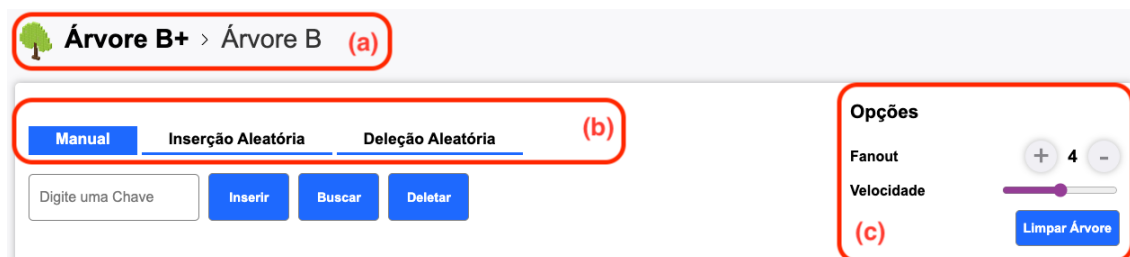 Árvore B+ > Árvore B (a)
Manual Inserção Aleatória Deleção Aleatória (b)
Digite uma Chave Inserir Buscar Deletar
Opções
Fanout + 4 -
Velocidade
(c) Limpar Árvore